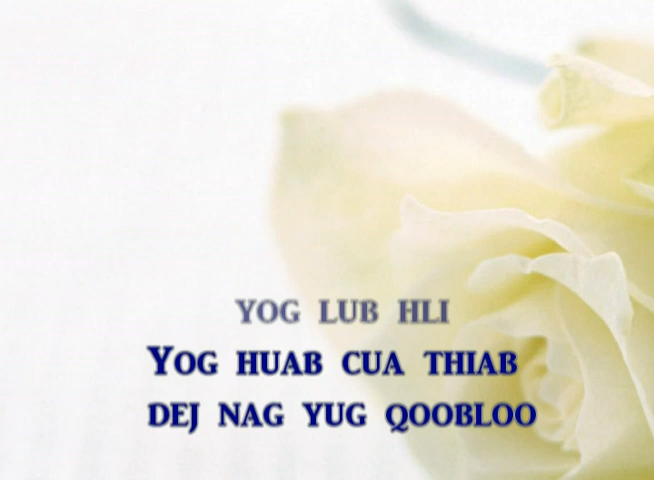 YOG LUB HLI
YOG HUAB CUA THIAB
DEJ NAG YUG QOOBLOO